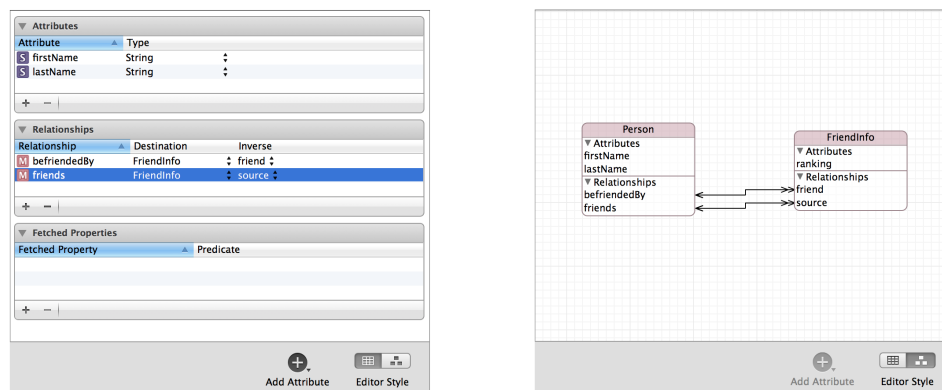 Attributes
Attribute Type
S firstName String
S lastName String
Relationships
Relationship Destination Inverse
M befriendedBy FriendInfo friend
M friends FriendInfo source
Fetched Properties
Fetched Property Predicate
Add Attribute Editor Style
Person
Attributes
firstName
lastName
Relationships
befriendedBy
friends
FriendInfo
Attributes
ranking
Relationships
friend
source
Add Attribute Editor Style